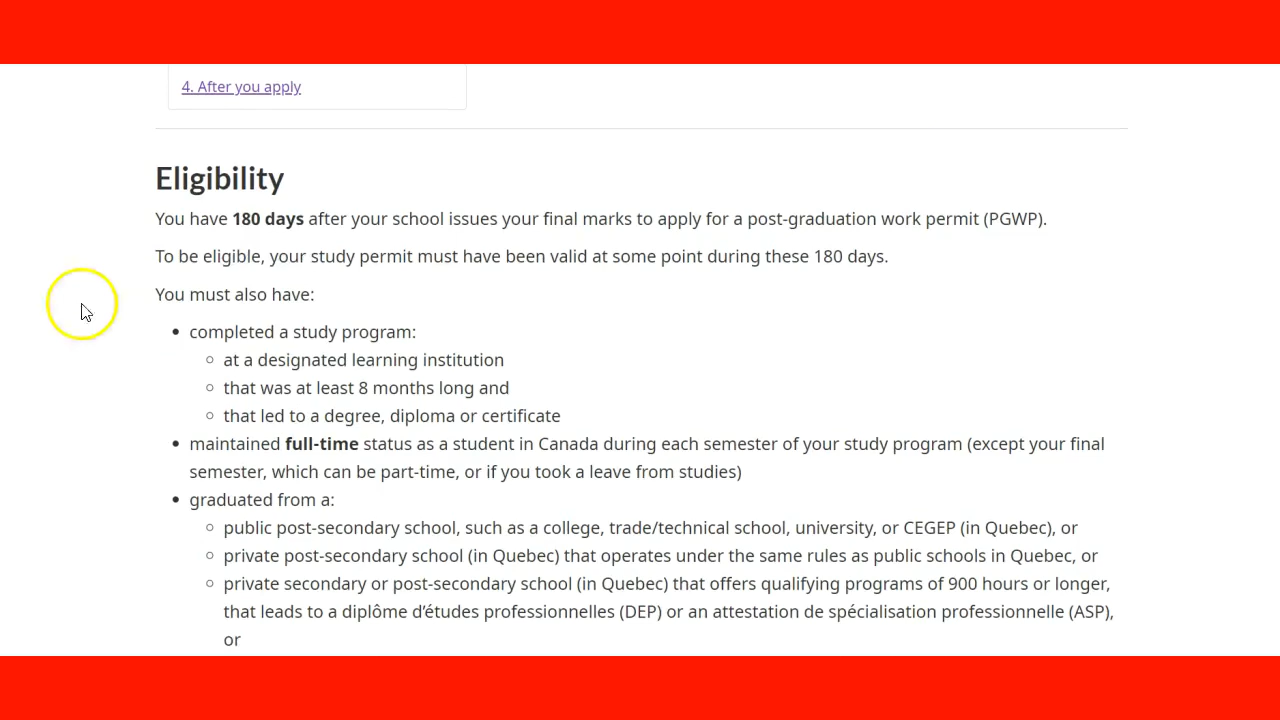 4. After you apply
Eligibility
You have 180 days after your school issues your final marks to apply for a post-graduation work permit (PGWP).
To be eligible, your study permit must have been valid at some point during these 180 days.
You must also have:
completed a study program:
at a designated learning institution
that was at least 8 months long and
that led to a degree, diploma or certificate
maintained full-time status as a student in Canada during each semester of your study program (except your final
semester, which can be part-time, or if you took a leave from studies)
graduated from a:
public post-secondary school, such as a college, trade/technical school, university, or CEGEP (in Quebec), or
private post-secondary school (in Quebec) that operates under the same rules as public schools in Quebec, or
private secondary or post-secondary school (in Quebec) that offers qualifying programs of 900 hours or longer,
that leads to a diplôme d’études professionnelles (DEP) or an attestation de spécialisation professionnelle (ASP),
or